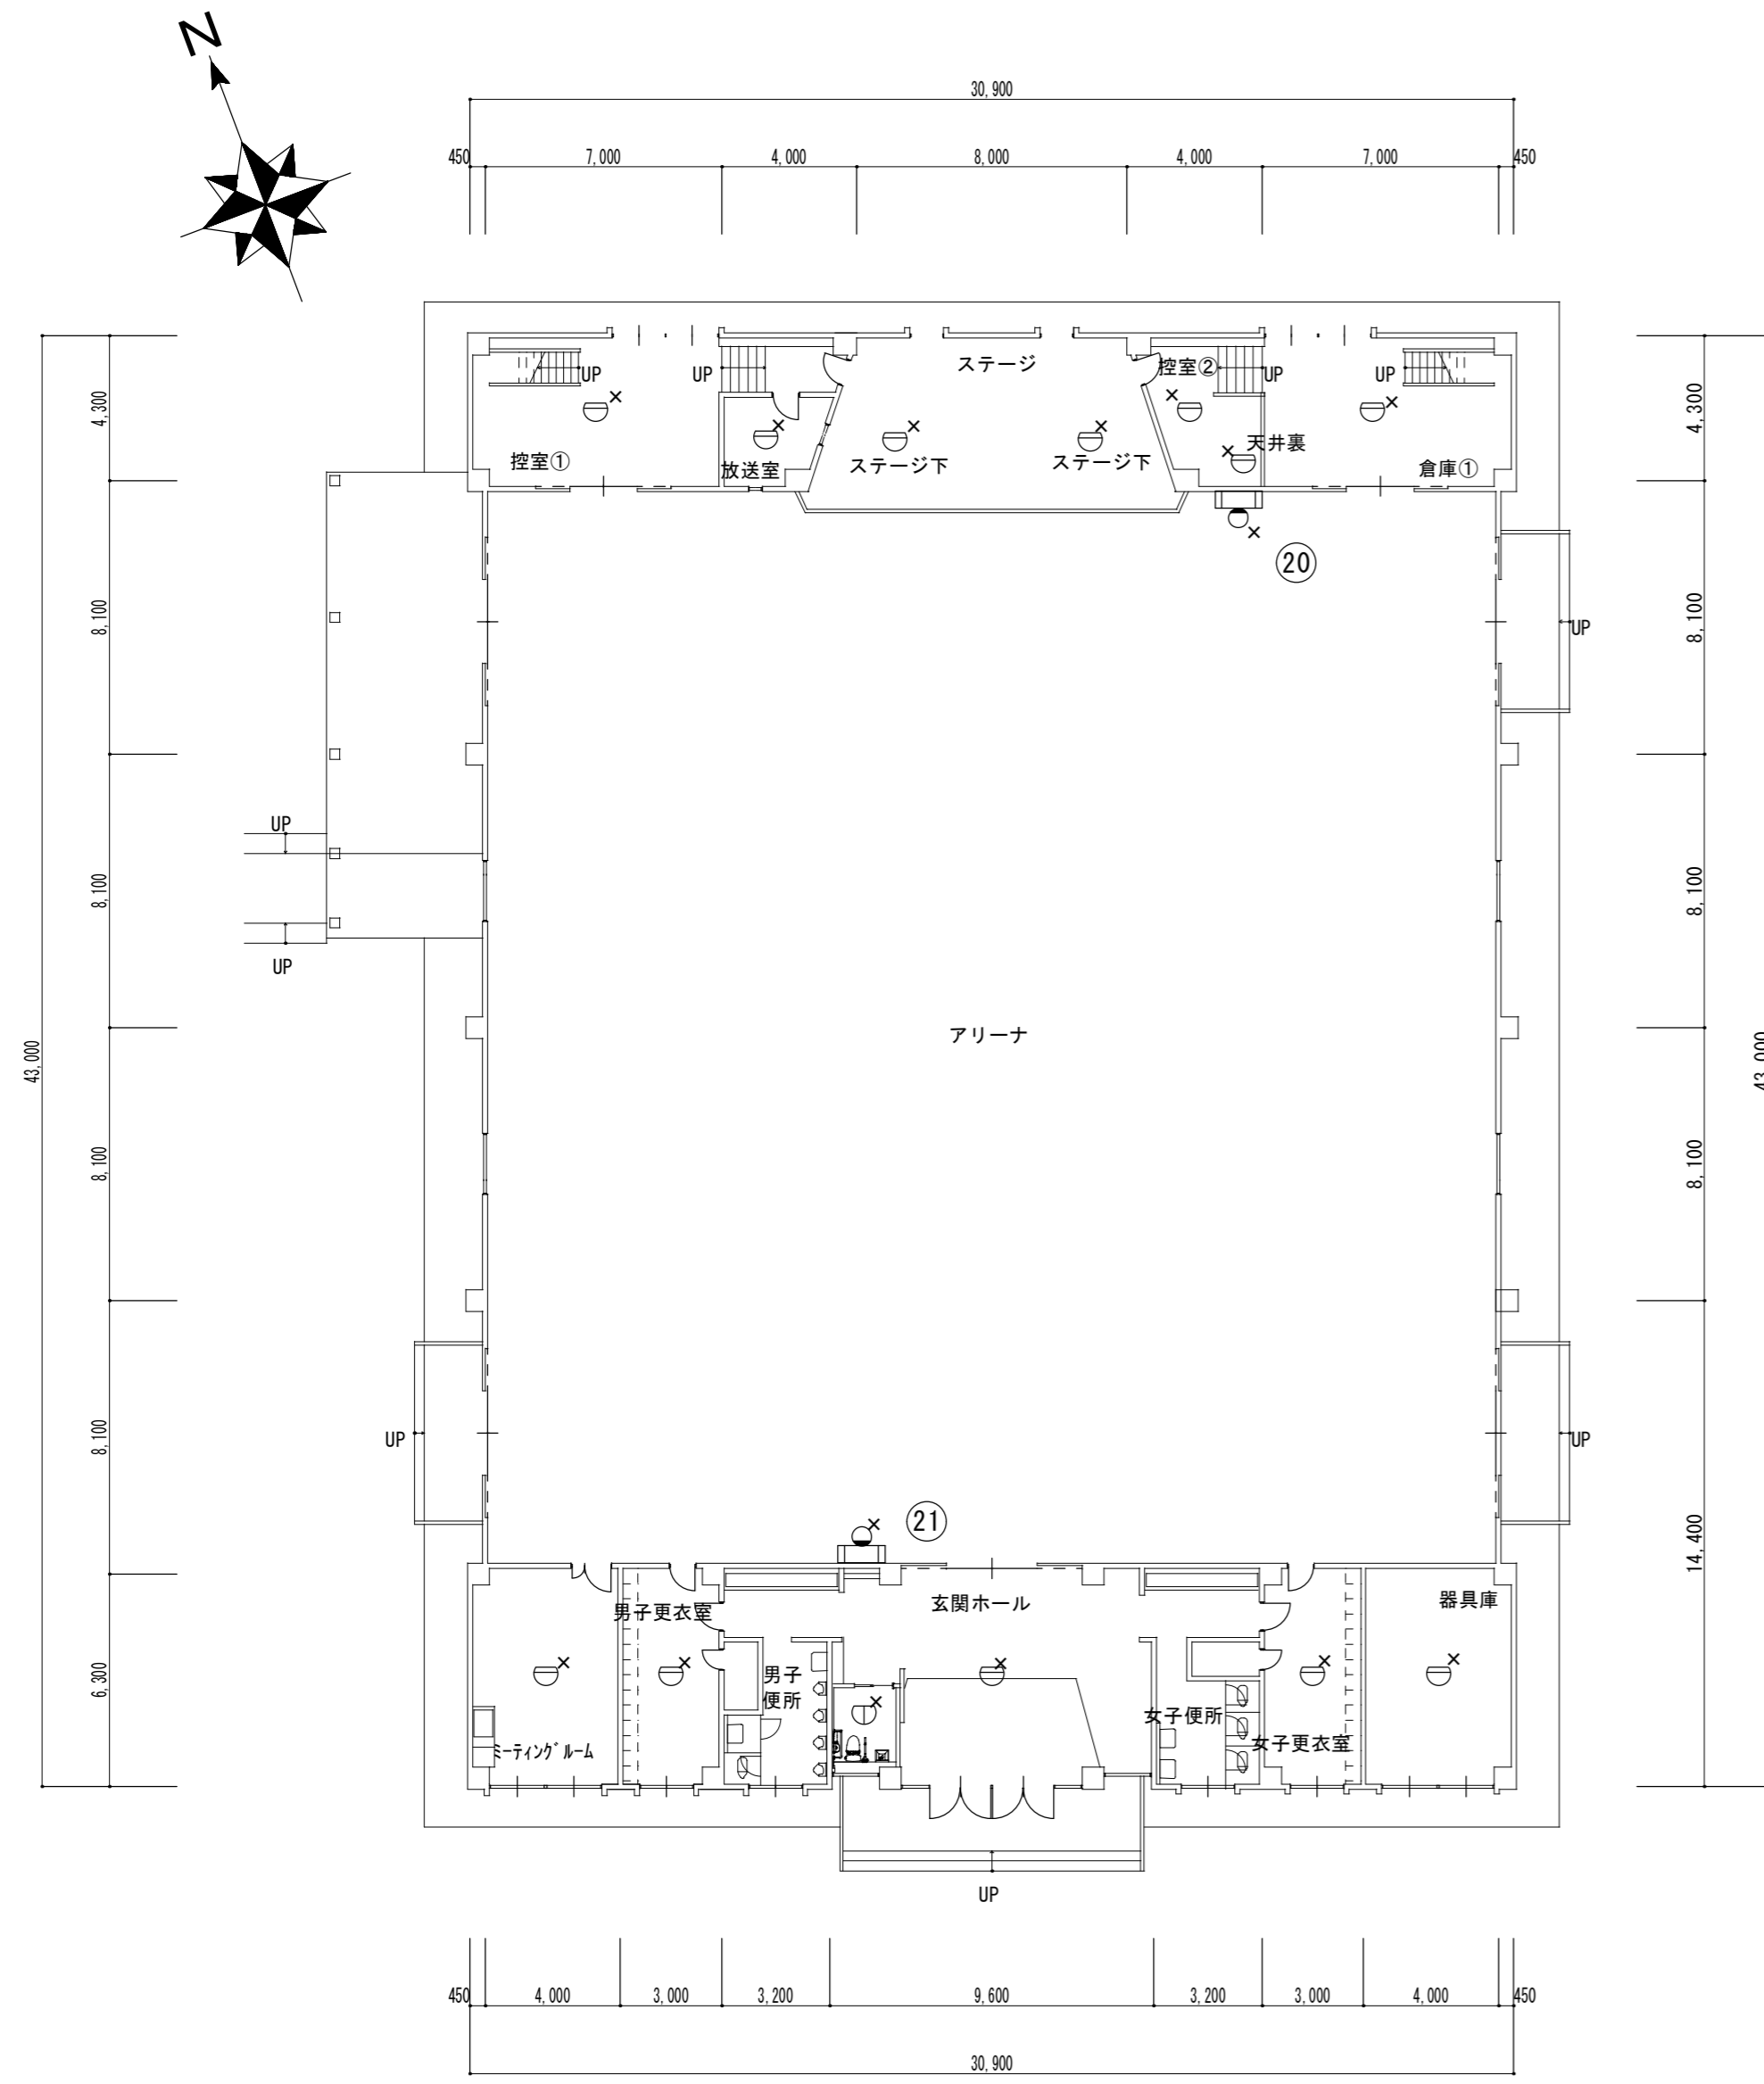 N
30,900
450 7,000 4,000 8,000 4,000 7,000 450
ステージ
控室②
UP UP UP UP
天井裏
控室① 放送室 ステージ下 ステージ下 倉庫①
⑳
4,300
8,100
8,100
8,100
8,100
6,300
43,000
4,300
8,100
8,100
8,100
14,400
43,000
UP
UP
UP
アリーナ
UP
UP
㉑
玄関ホール
器具庫
男子更衣室
男子
便所
女子便所
女子更衣室
ミーティングルーム
UP
450 4,000 3,000 3,200 9,600 3,200 3,000 4,000 450
30,900